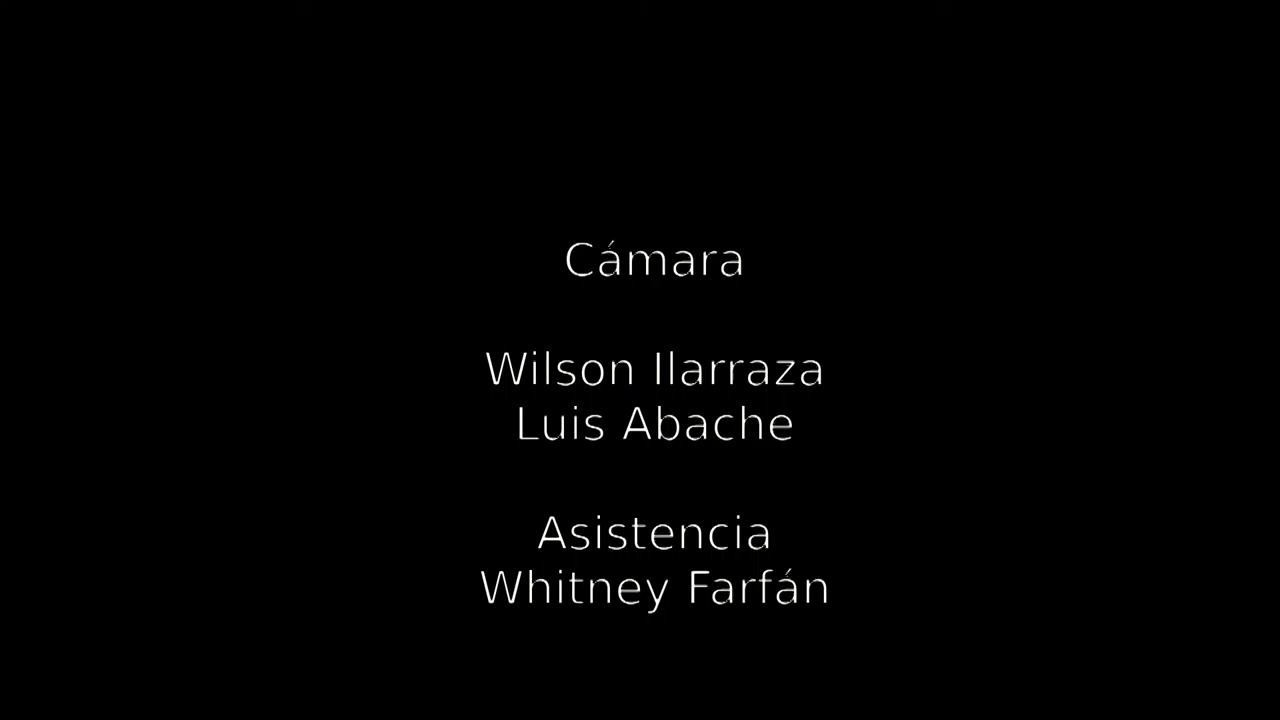 Cámara
Wilson Ilarraza
Luis Abache
Asistencia
Whitney Farfán